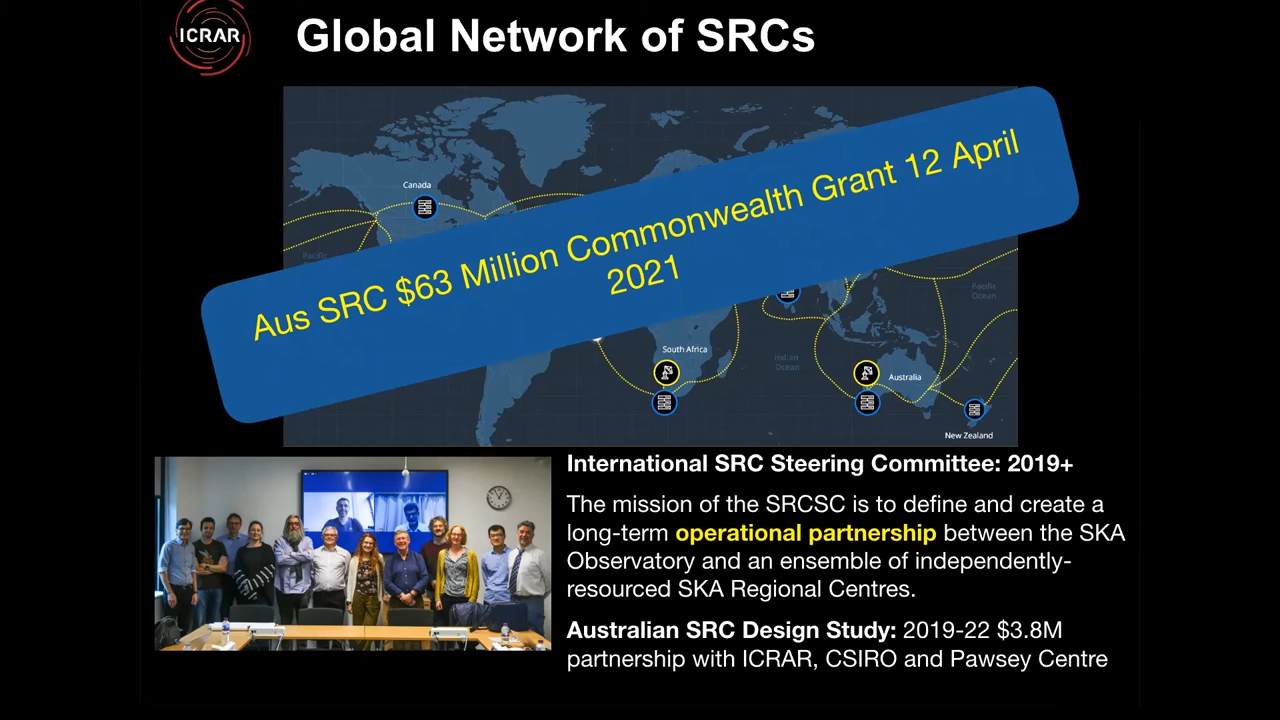 ICRAR
Global Network of SRCs
Canada
Pacific
Aus SRC $63 Million Commonwealth Grant 12 April
2021
Pacific
Ocean
South Africa
Indian
Ocean
Australia
New Zealand
International SRC Steering Committee: 2019+
The mission of the SRCSC is to define and create a
long-term operational partnership between the SKA
Observatory and an ensemble of independently-
resourced SKA Regional Centres.
Australian SRC Design Study: 2019-22 $3.8M
partnership with ICRAR, CSIRO and Pawsey Centre